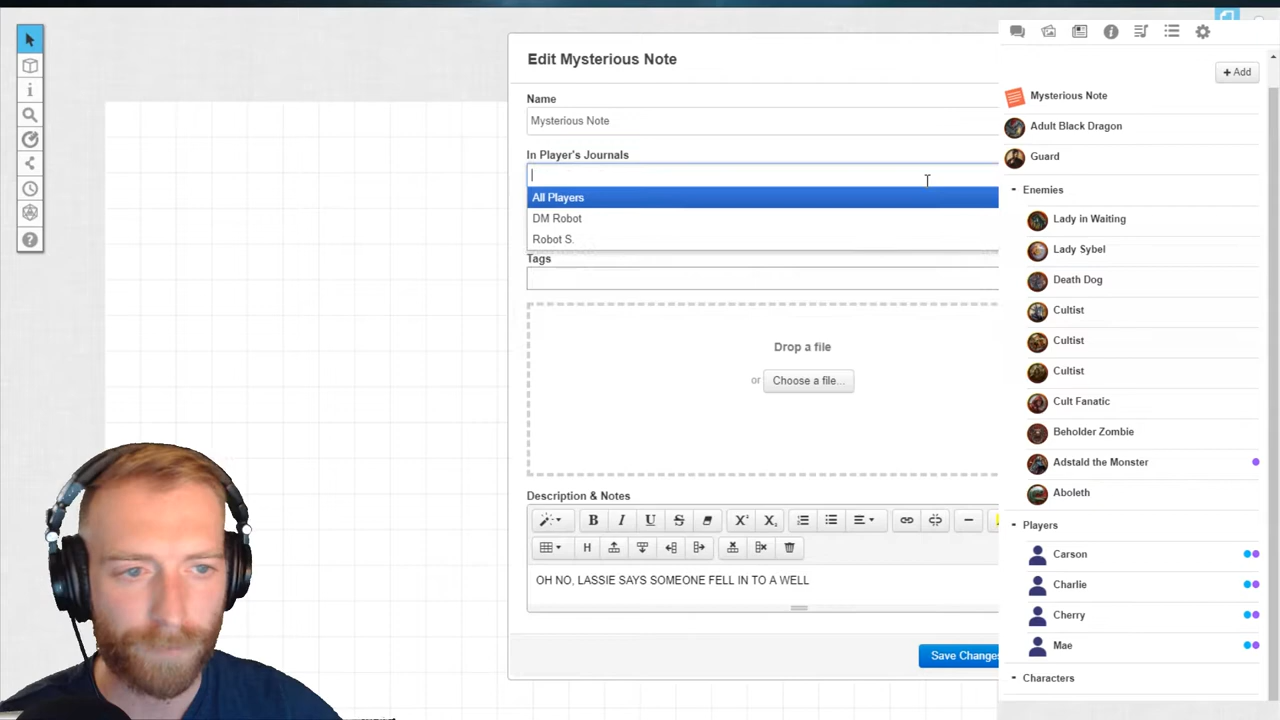 Edit Mysterious Note
Name
Mysterious Note
In Player's Journals
All Players
DM Robot
Robot S.
Tags
Drop a file
or Choose a file...
Description & Notes
B I U S X² X₂
H
OH NO, LASSIE SAYS SOMEONE FELL IN TO A WELL
Save Changes
+ Add
Mysterious Note
Adult Black Dragon
Guard
Enemies
Lady in Waiting
Lady Sybel
Death Dog
Cultist
Cultist
Cultist
Cult Fanatic
Beholder Zombie
Adstald the Monster
Aboleth
Players
Carson
Charlie
Cherry
Mae
Characters